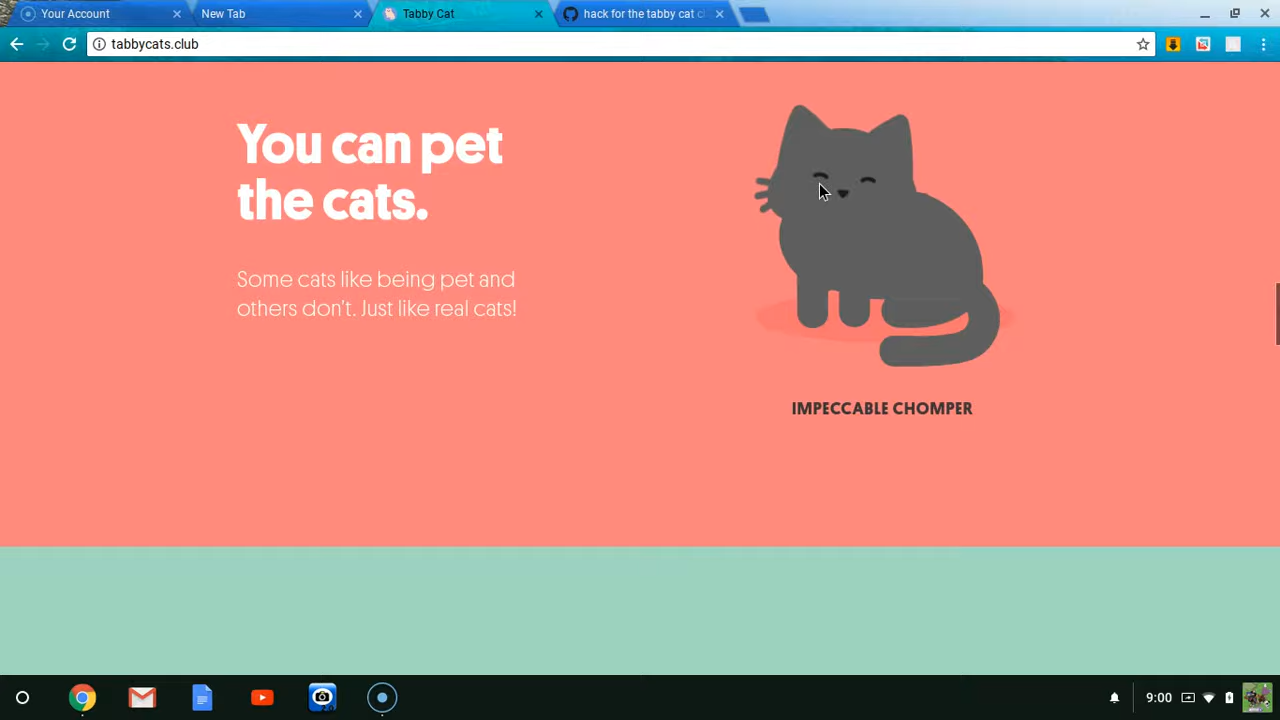 Your Account
New Tab
Tabby Cat
hack for the tabby cat c
tabbycats.club
You can pet
the cats.
Some cats like being pet and
others don't. Just like real cats!
IMPECCABLE CHOMPER
9:00